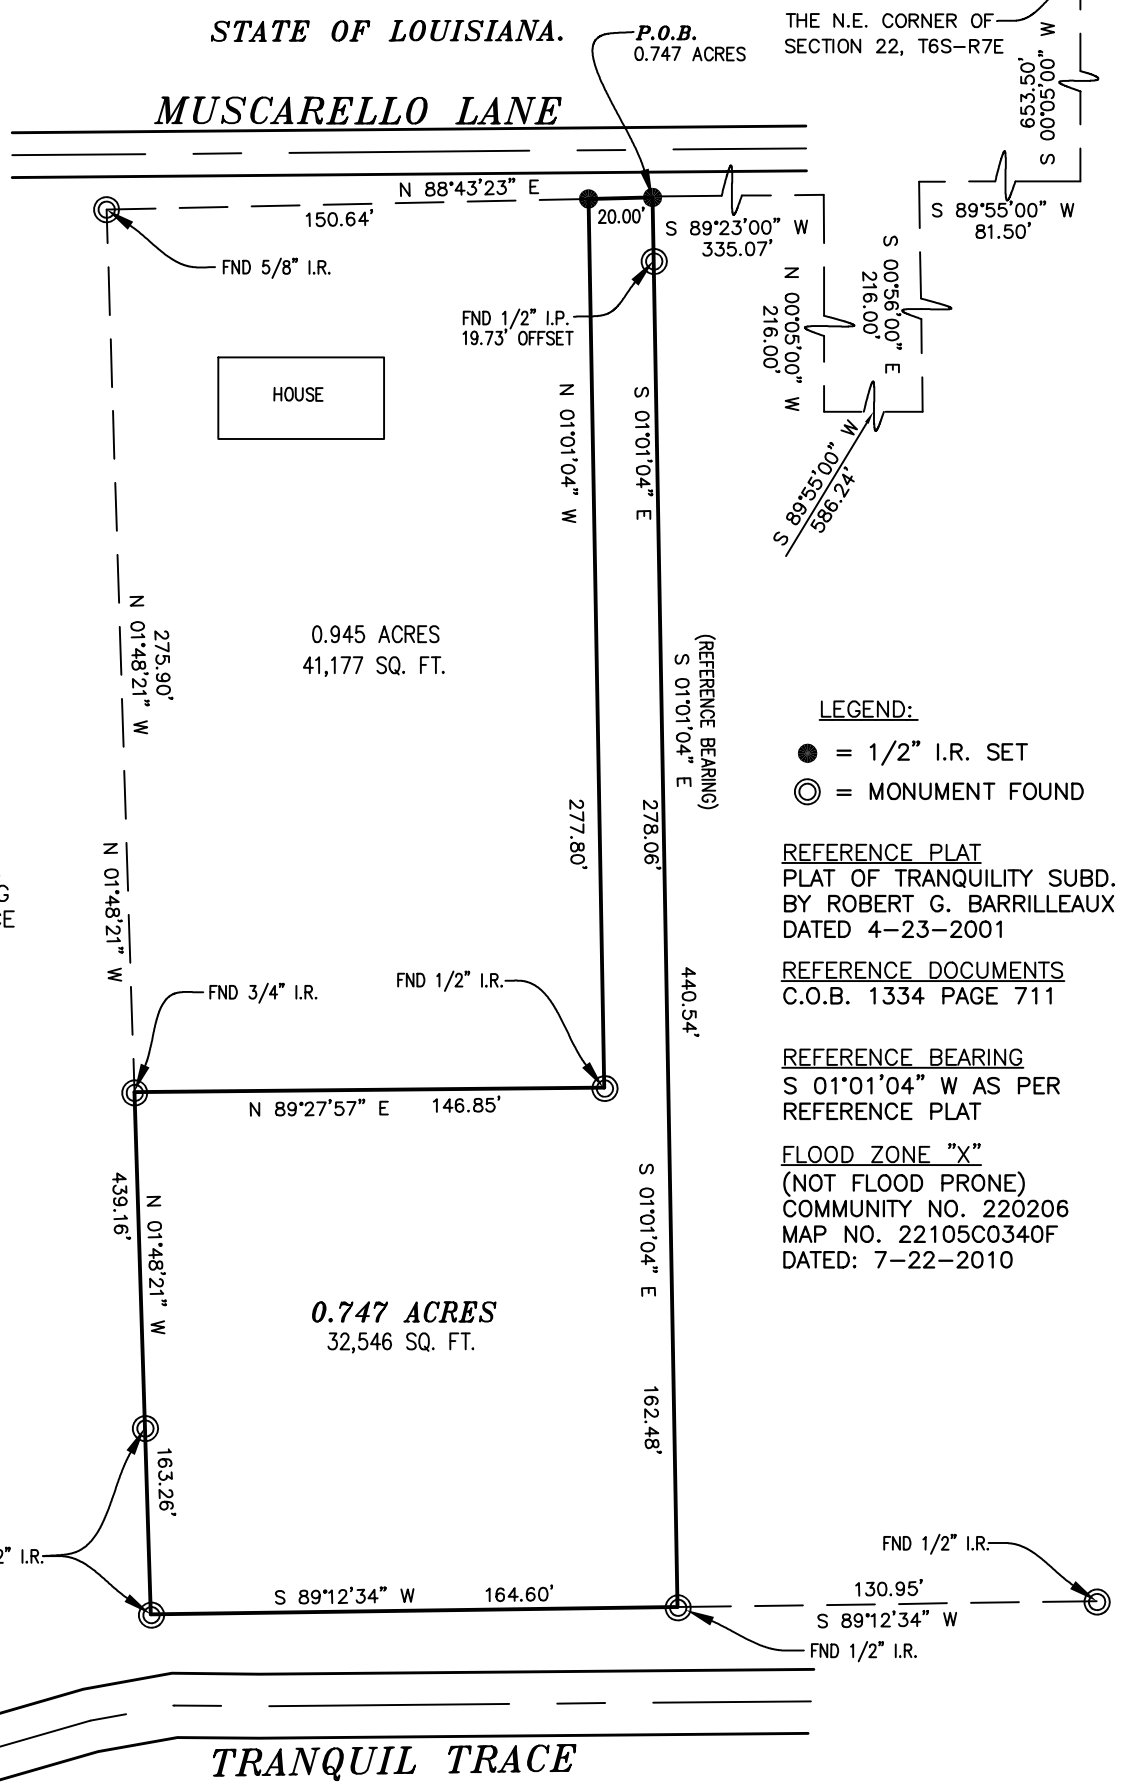 STATE OF LOUISIANA.
P.O.B.
0.747 ACRES
THE N.E. CORNER OF
SECTION 22, T6S-R7E
S 00°05'00" W
653.50'
MUSCARELLO LANE
N 88°43'23" E
150.64'
20.00'
S 89°23'00" W
335.07'
S 89°55'00" W
81.50'
FND 5/8" I.R.
FND 1/2" I.P.
19.73' OFFSET
N 00°05'00" W
216.00'
S 00°56'00" E
216.00'
S 89°55'00" W
586.24'
HOUSE
N 01°01'04" W
S 01°01'04" E
275.90'
N 01°48'21" W
0.945 ACRES
41,177 SQ. FT.
(REFERENCE BEARING)
S 01°01'04" E
277.80'
278.06'
N 01°48'21" W
G
E
LEGEND:
= 1/2" I.R. SET
= MONUMENT FOUND
REFERENCE PLAT
PLAT OF TRANQUILITY SUBD.
BY ROBERT G. BARRILLEAUX
DATED 4-23-2001
REFERENCE DOCUMENTS
C.O.B. 1334 PAGE 711
REFERENCE BEARING
S 01°01'04" W AS PER
REFERENCE PLAT
FLOOD ZONE "X"
(NOT FLOOD PRONE)
COMMUNITY NO. 220206
MAP NO. 22105C0340F
DATED: 7-22-2010
FND 3/4" I.R.
FND 1/2" I.R.
440.54'
N 89°27'57" E 146.85'
439.16'
N 01°48'21" W
S 01°01'04" E
0.747 ACRES
32,546 SQ. FT.
162.48'
163.26'
2" I.R.
S 89°12'34" W 164.60'
FND 1/2" I.R.
130.95'
S 89°12'34" W
FND 1/2" I.R.
TRANQUIL TRACE